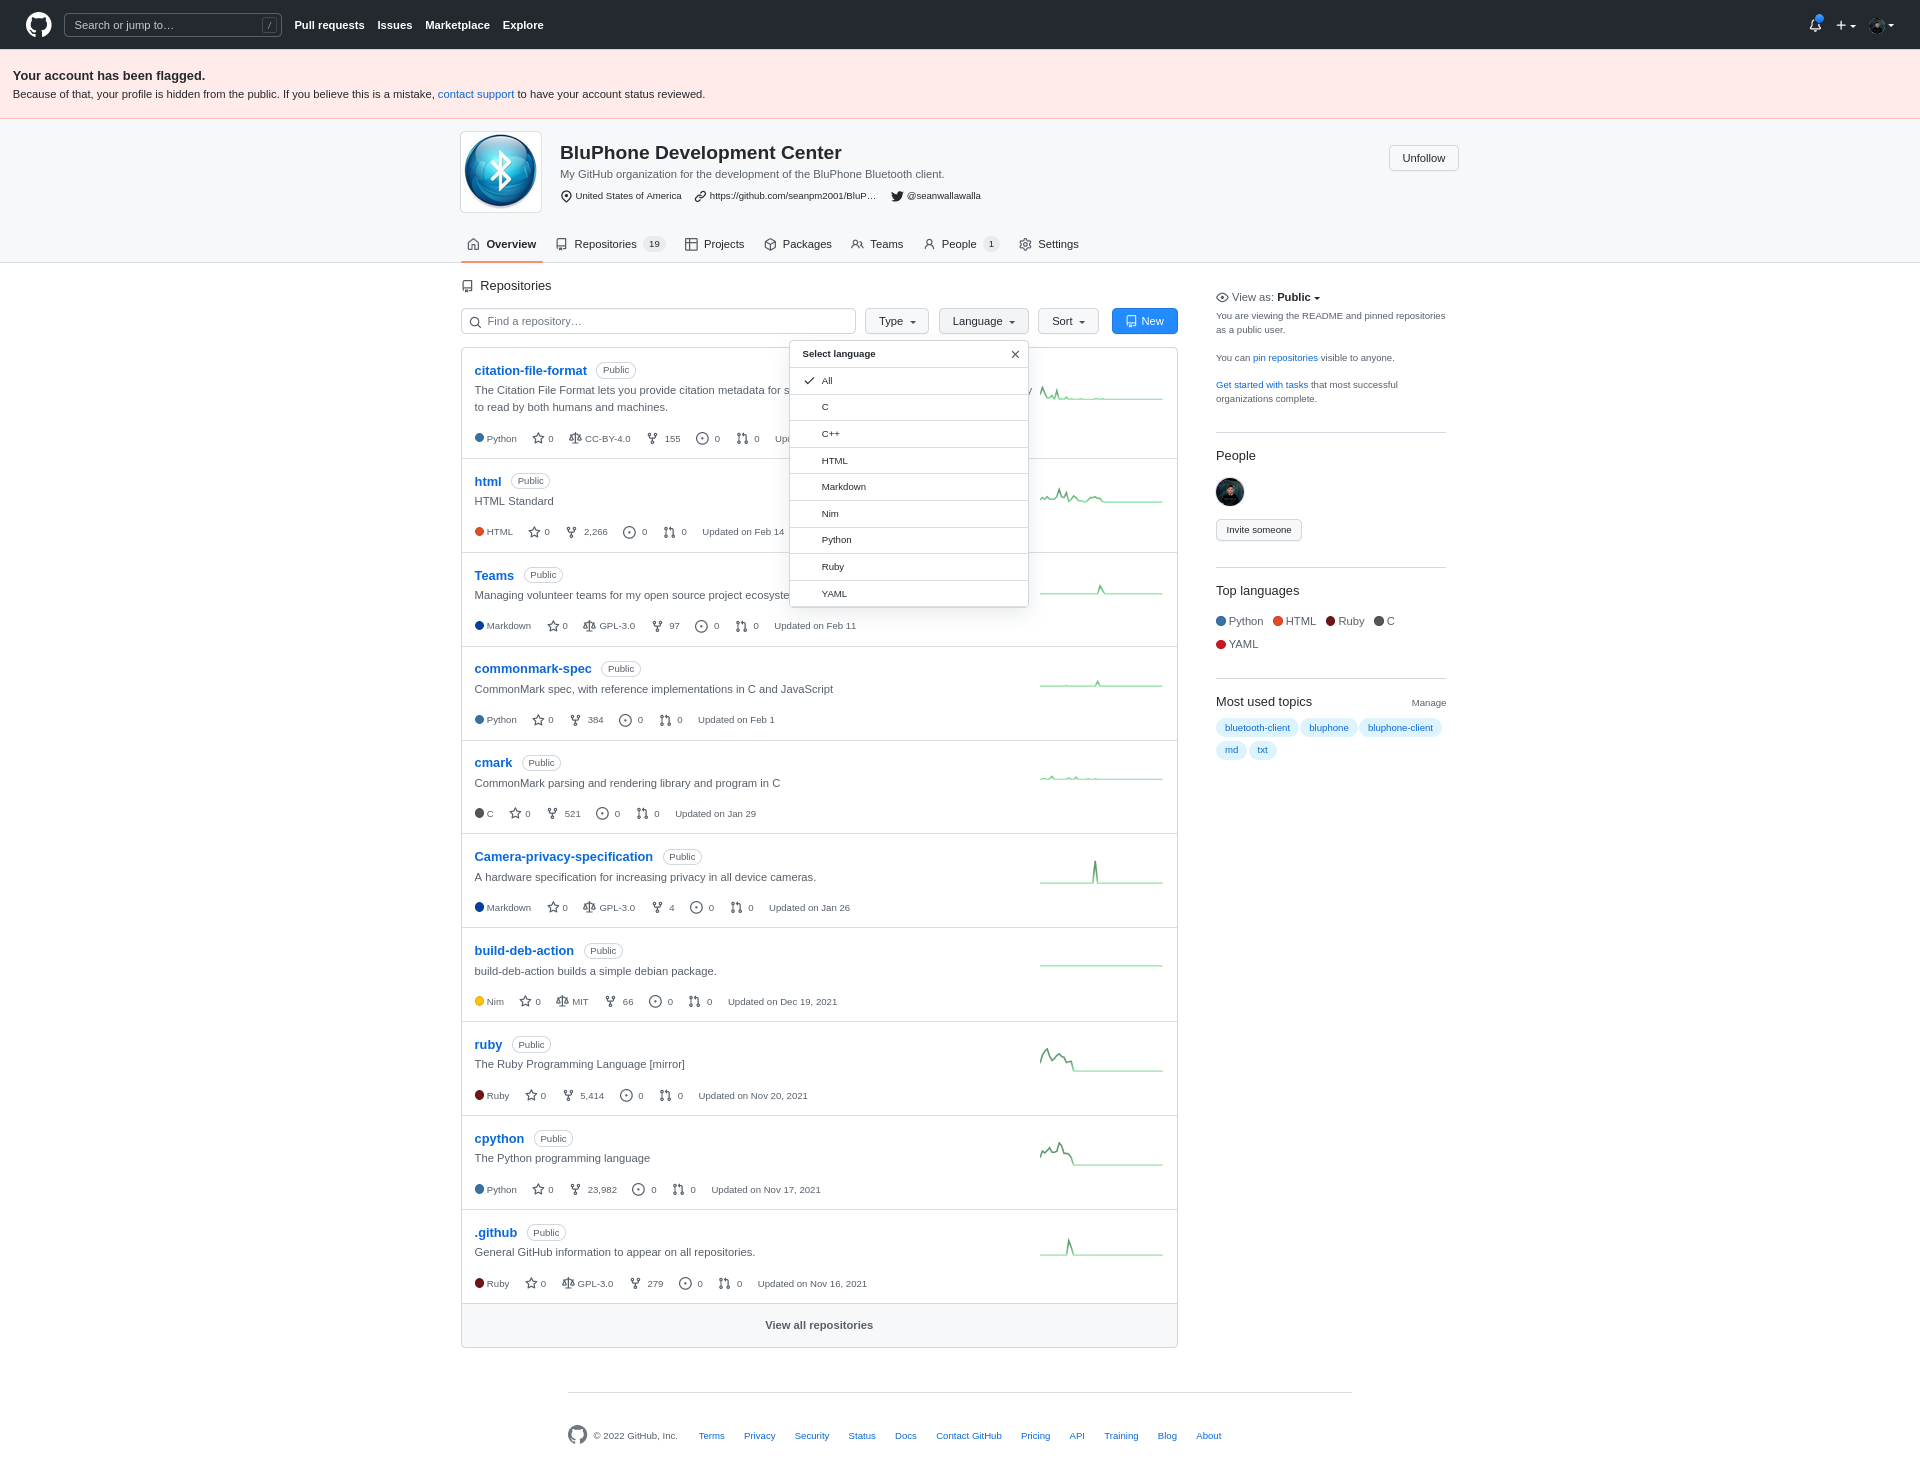 Search or jump to…
/
Pull requests Issues Marketplace Explore
Your account has been flagged.
Because of that, your profile is hidden from the public. If you believe this is a mistake, contact support to have your account status reviewed.
BluPhone Development Center
Unfollow
My GitHub organization for the development of the BluPhone Bluetooth client.
United States of America https://github.com/seanpm2001/BluP… @seanwallawalla
Overview Repositories 19 Projects Packages Teams People 1 Settings
Repositories
Find a repository…
Type Language Sort New
Select language
All
C
C++
HTML
Markdown
Nim
Python
Ruby
YAML
citation-file-format Public
The Citation File Format lets you provide citation metadata for s
y
to read by both humans and machines.
Python 0 CC-BY-4.0 155 0 0 Upd
html Public
HTML Standard
HTML 0 2,266 0 0 Updated on Feb 14
Teams Public
Managing volunteer teams for my open source project ecosyste
Markdown 0 GPL-3.0 97 0 0 Updated on Feb 11
commonmark-spec Public
CommonMark spec, with reference implementations in C and JavaScript
Python 0 384 0 0 Updated on Feb 1
cmark Public
CommonMark parsing and rendering library and program in C
C 0 521 0 0 Updated on Jan 29
Camera-privacy-specification Public
A hardware specification for increasing privacy in all device cameras.
Markdown 0 GPL-3.0 4 0 0 Updated on Jan 26
build-deb-action Public
build-deb-action builds a simple debian package.
Nim 0 MIT 66 0 0 Updated on Dec 19, 2021
ruby Public
The Ruby Programming Language [mirror]
Ruby 0 5,414 0 0 Updated on Nov 20, 2021
cpython Public
The Python programming language
Python 0 23,982 0 0 Updated on Nov 17, 2021
.github Public
General GitHub information to appear on all repositories.
Ruby 0 GPL-3.0 279 0 0 Updated on Nov 16, 2021
View all repositories
View as: Public
You are viewing the README and pinned repositories
as a public user.
You can pin repositories visible to anyone.
Get started with tasks that most successful
organizations complete.
People
Invite someone
Top languages
Python HTML Ruby C
YAML
Most used topics Manage
bluetooth-client bluphone bluphone-client
md txt
© 2022 GitHub, Inc. Terms Privacy Security Status Docs Contact GitHub Pricing API Training Blog About